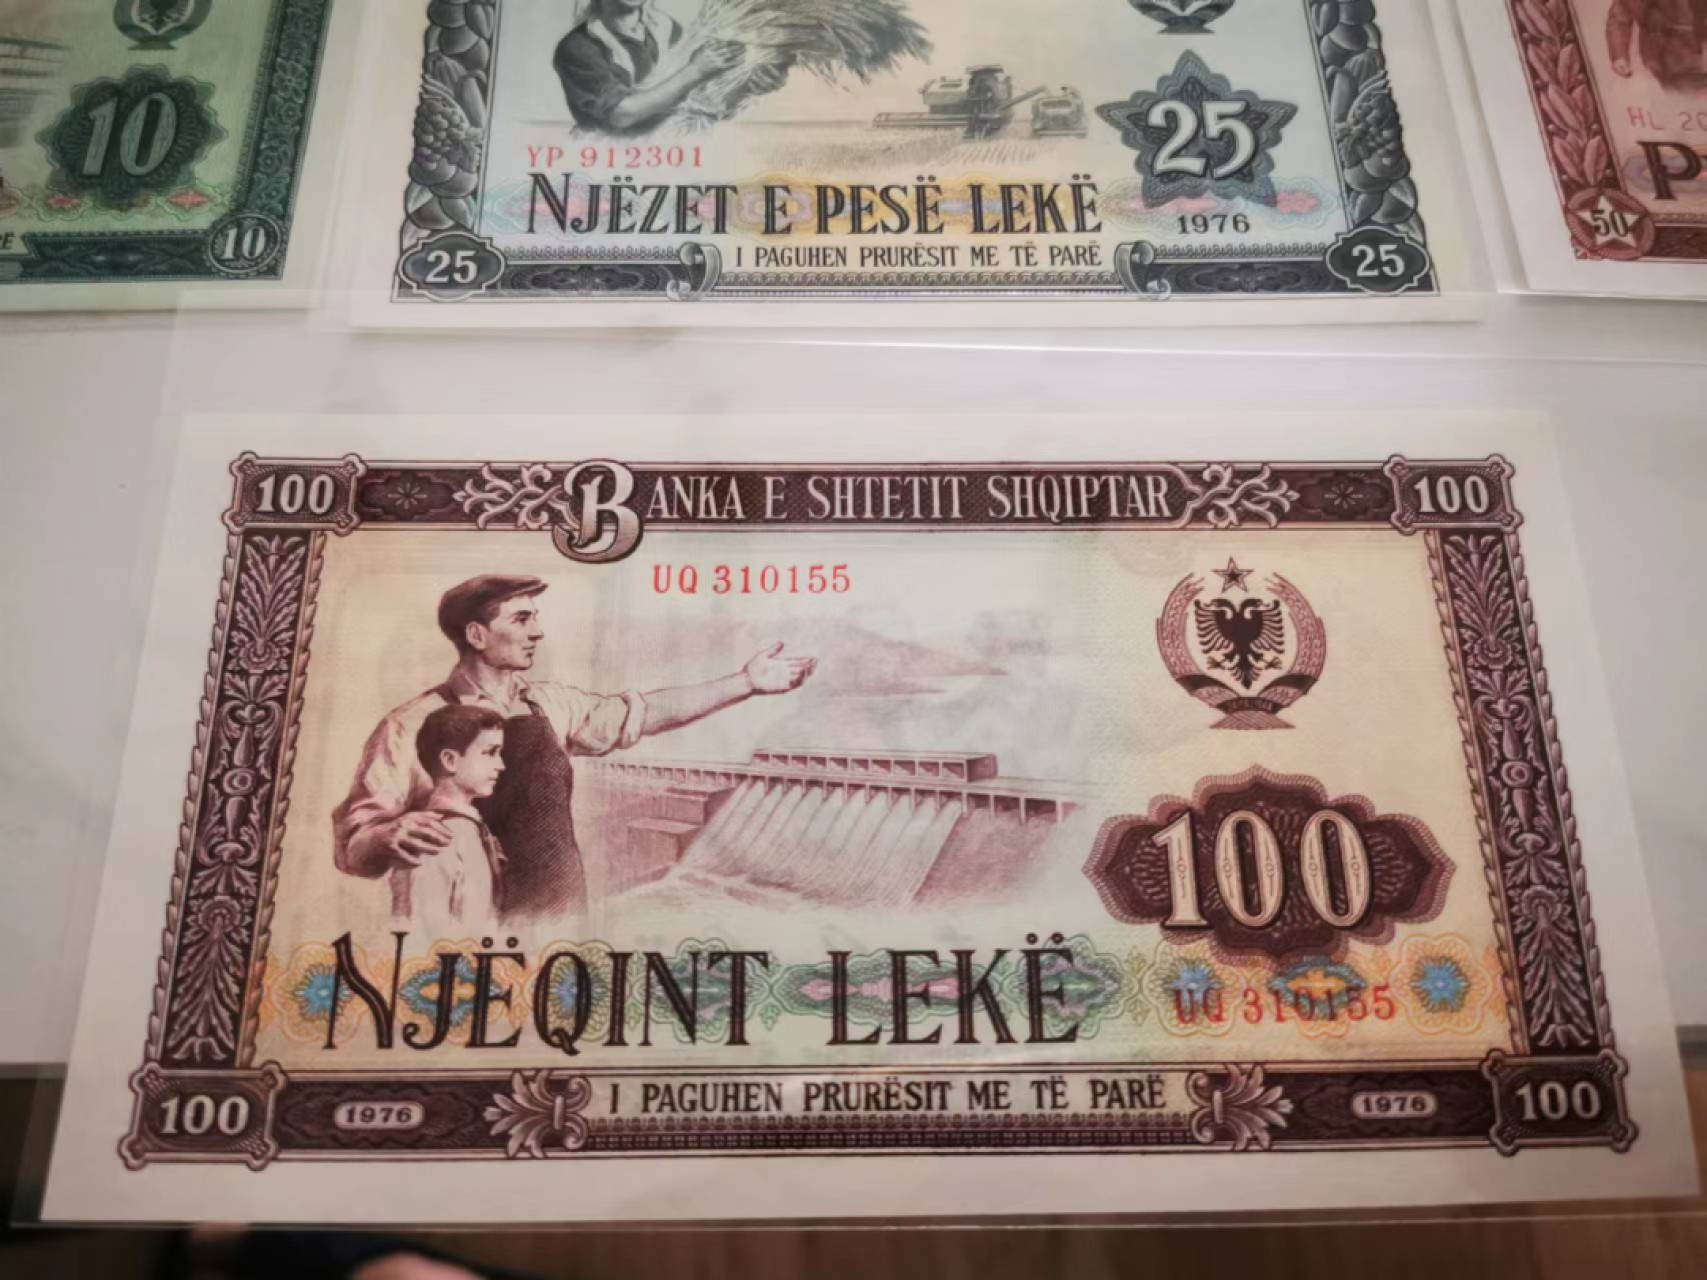 10
10
YP 912301
25
NJËZET E PESË LEKË
1976
25
I PAGUHEN PRURËSIT ME TË PARË
25
HL
50
100
BANKA E SHTETIT SHQIPTAR
100
UQ 310155
100
NJËQINT LEKË
UQ 310155
100
1976
I PAGUHEN PRURËSIT ME TË PARË
1976
100